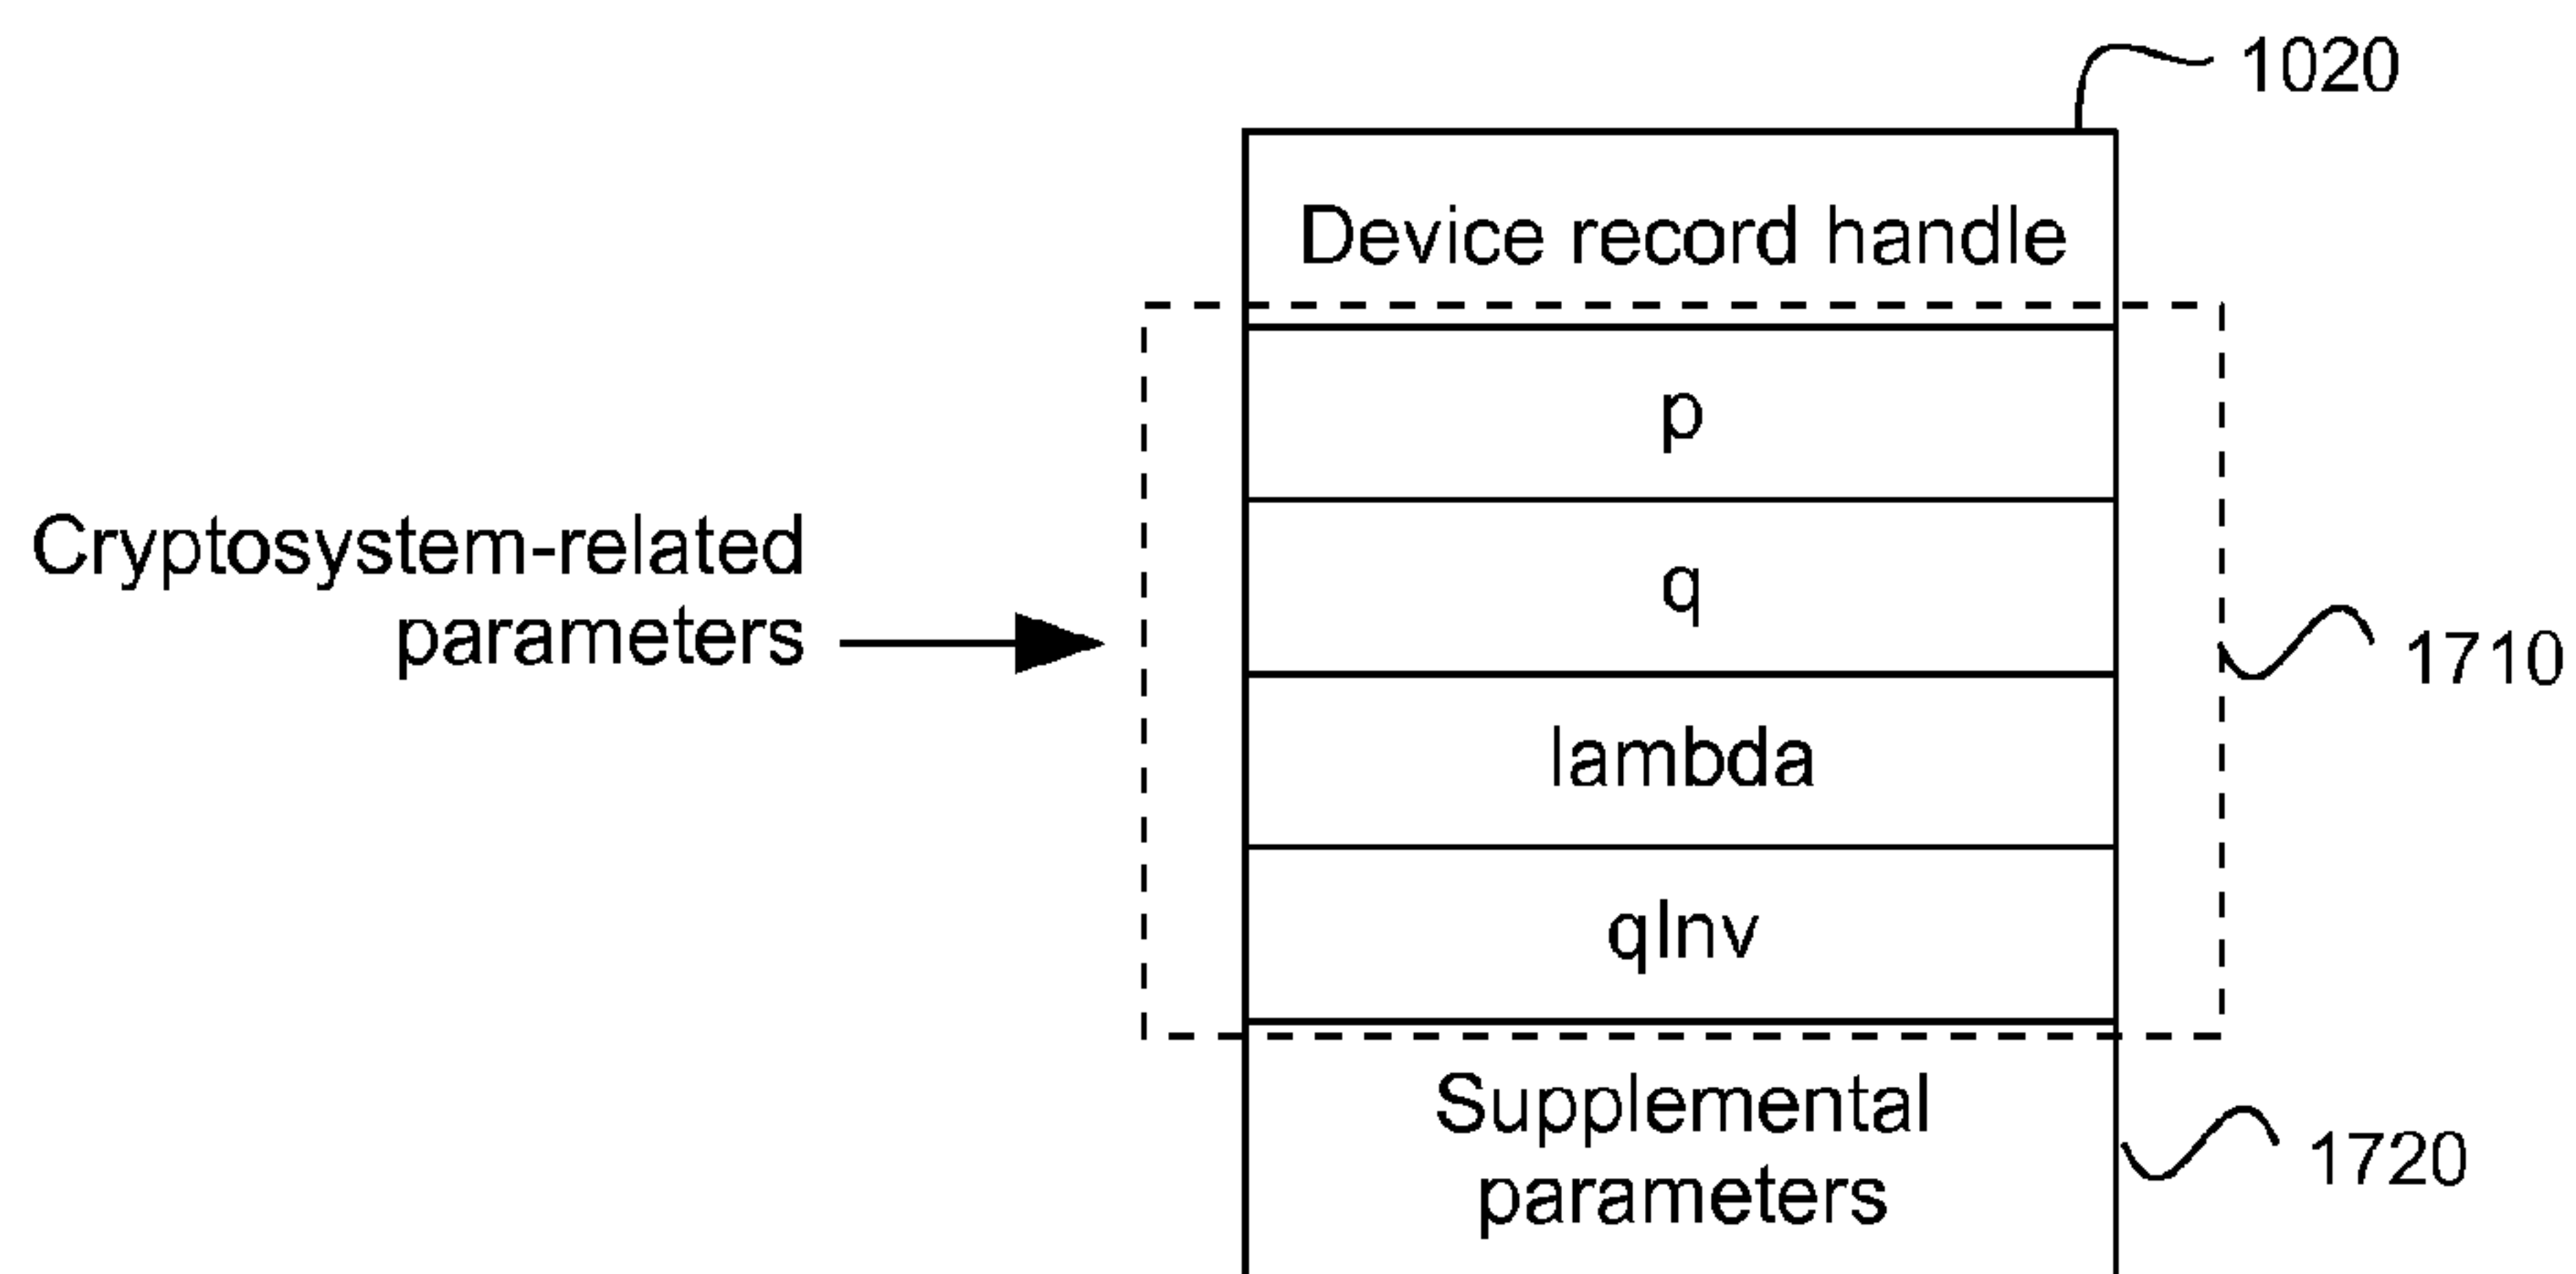 1020
Device record handle
p
q
Cryptosystem-related
parameters
1710
lambda
qInv
Supplemental
parameters
1720